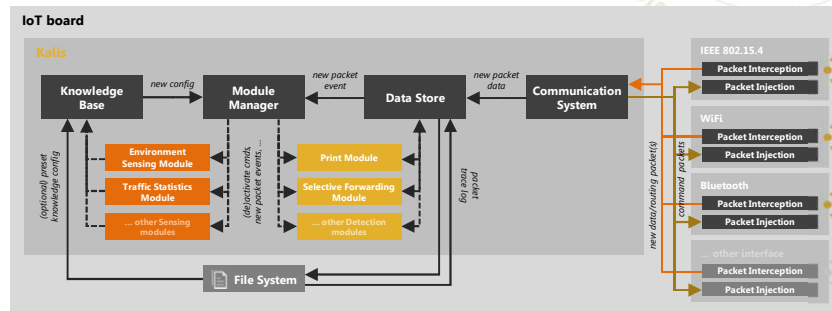 IoT board
Kalis
Knowledge
Base
new config
Module
Manager
new packet
event
Data Store
new packet
data
Communication
System
Environment
Sensing Module
Traffic Statistics
Module
... other Sensing
modules
(de)activate cmds,
new packet events, ...
Print Module
Selective Forwarding
Module
... other Detection
modules
(optional) preset
knowledge config
packet
trace log
File System
new data/routing packet(s)
command packets
IEEE 802.15.4
Packet Interception
Packet Injection
WiFi
Packet Interception
Packet Injection
Bluetooth
Packet Interception
Packet Injection
... other interface
Packet Interception
Packet Injection